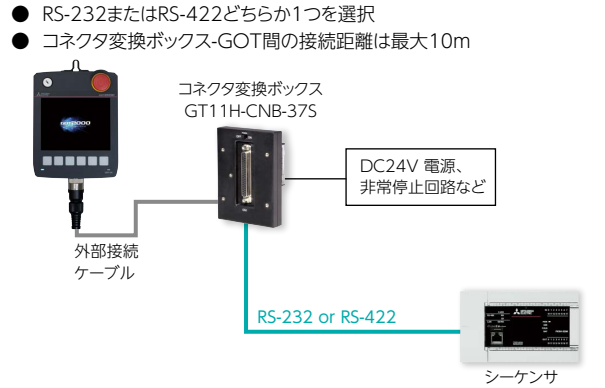 ● RS-232またはRS-422どちらか1つを選択
● コネクタ変換ボックス-GOT間の接続距離は最大10m
コネクタ変換ボックス
GT11H-CNB-37S
DC24V 電源、
非常停止回路など
外部接続
ケーブル
RS-232 or RS-422
シーケンサ